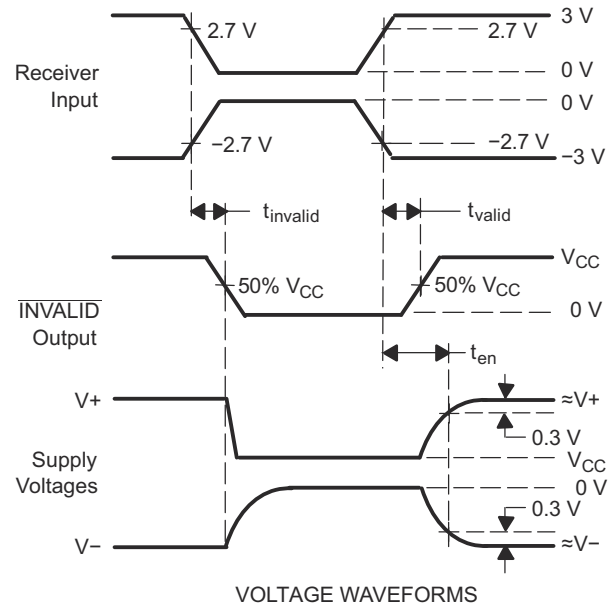 3 V
2.7 V
2.7 V
Receiver
Input
0 V
0 V
−2.7 V
−2.7 V
−3 V
tinvalid
tvalid
VCC
50% VCC
50% VCC
INVALID
Output
0 V
ten
V+
≈V+
0.3 V
Supply
Voltages
VCC
0 V
0.3 V
V−
≈V−
VOLTAGE WAVEFORMS